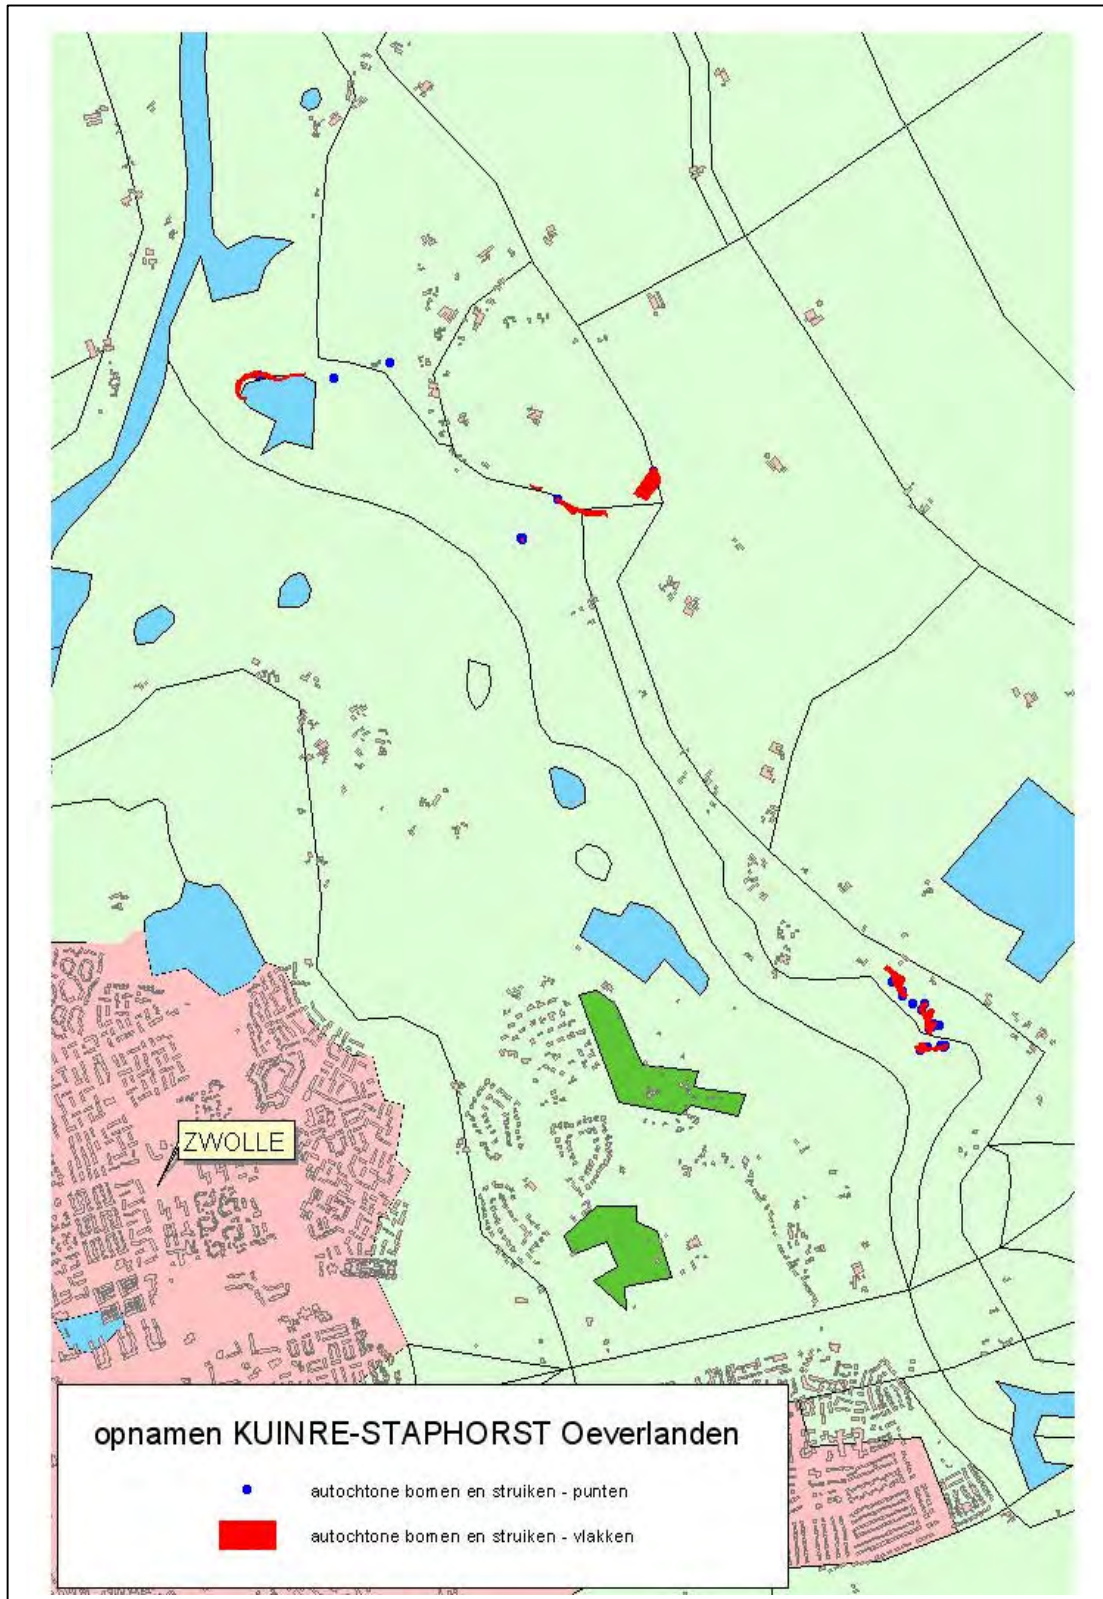 ZWOLLE
opnamen KUINRE-STAPHORST Oeverlanden
autochtone bomen en struiken - punten
autochtone bomen en struiken - vlakken